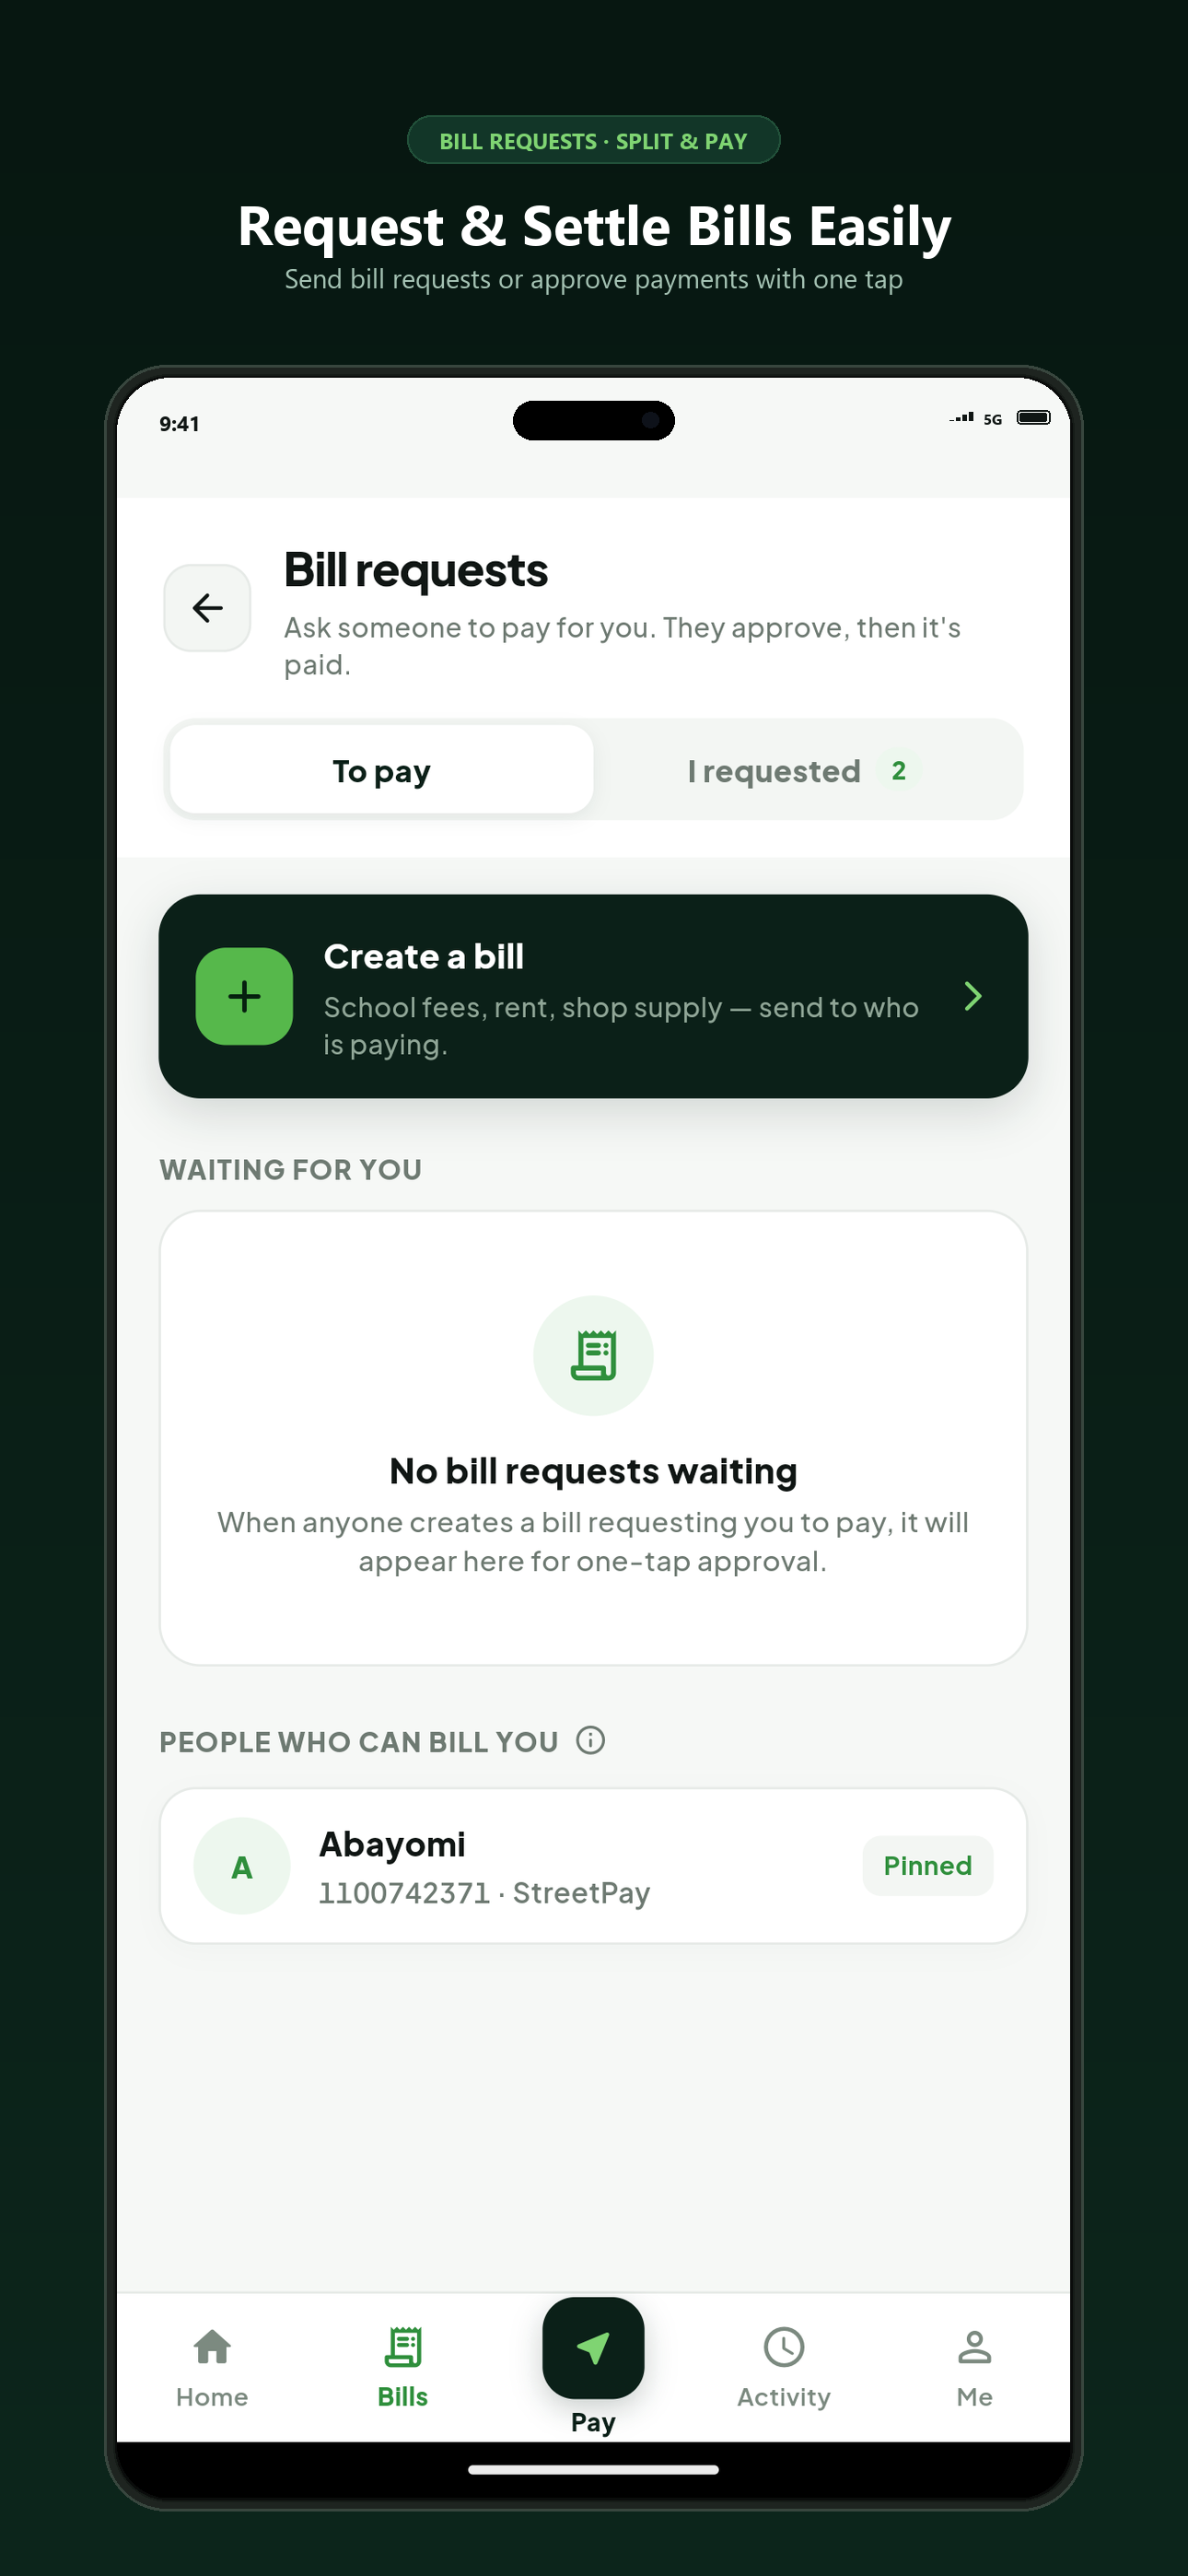 BILL REQUESTS · SPLIT & PAY
Request & Settle Bills Easily
Send bill requests or approve payments with one tap
9:41
5G
Bill requests
Ask someone to pay for you. They approve, then it's
paid.
To pay
I requested 2
Create a bill
School fees, rent, shop supply — send to who
is paying.
WAITING FOR YOU
No bill requests waiting
When anyone creates a bill requesting you to pay, it will
appear here for one-tap approval.
PEOPLE WHO CAN BILL YOU
A
Abayomi
1100742371 · StreetPay
Pinned
Home
Bills
Pay
Activity
Me